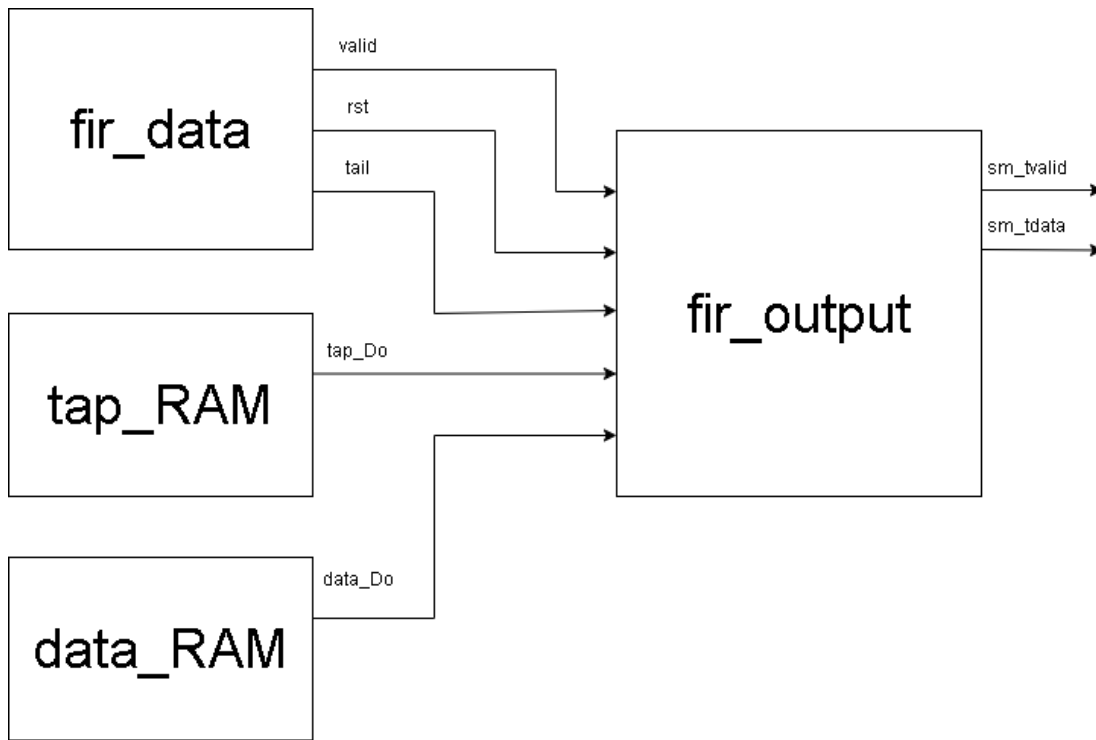 valid
fir_data
rst
tail
sm_tvalid
sm_tdata
fir_output
tap_Do
tap_RAM
data_Do
data_RAM